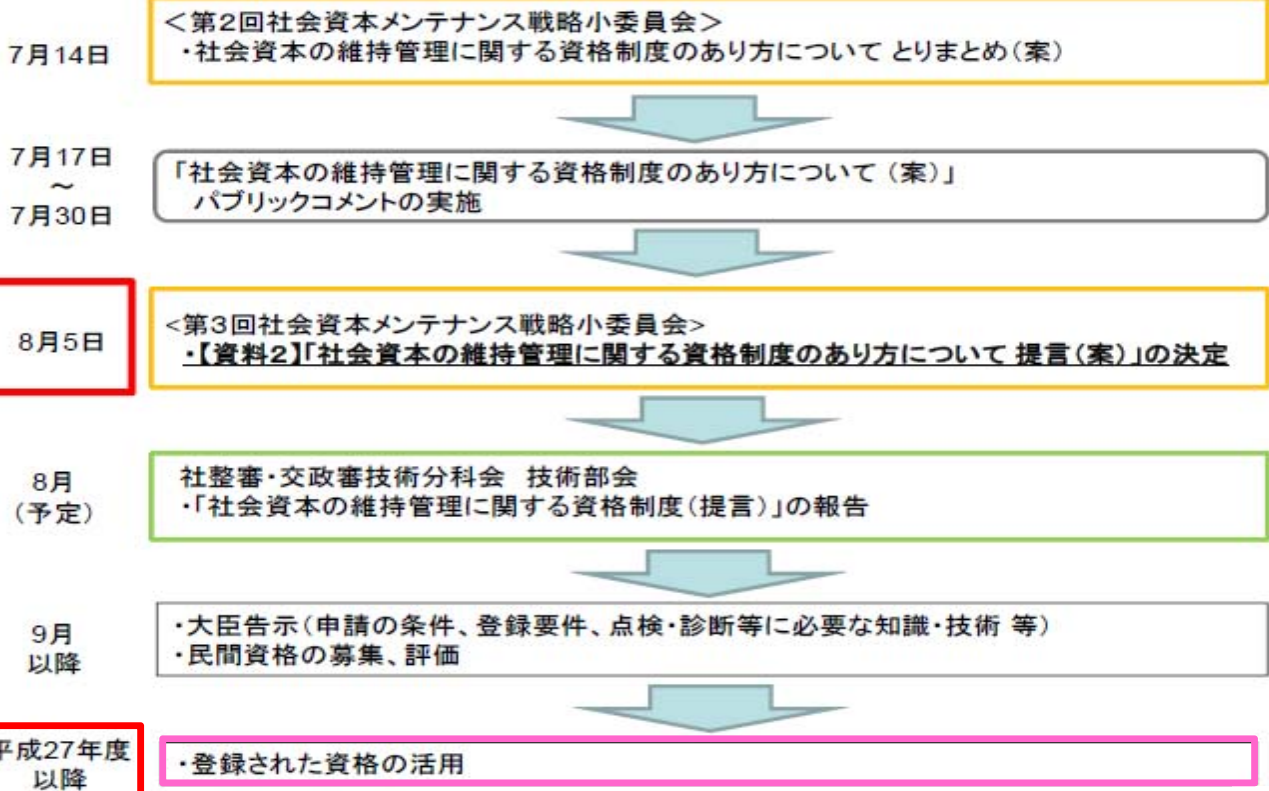 7月14日
＜第2回社会資本メンテナンス戦略小委員会＞
・社会資本の維持管理に関する資格制度のあり方について とりまとめ（案）
7月17日
～
7月30日
「社会資本の維持管理に関する資格制度のあり方について （案）」
パブリックコメントの実施
8月5日
<第3回社会資本メンテナンス戦略小委員会>
・【資料2】「社会資本の維持管理に関する資格制度のあり方について 提言（案）」の決定
8月
（予定）
社整審・交政審技術分科会　技術部会
・「社会資本の維持管理に関する資格制度（提言）」の報告
9月
以降
・大臣告示（申請の条件、登録要件、点検・診断等に必要な知識・技術 等）
・民間資格の募集、評価
平成27年度
以降
・登録された資格の活用